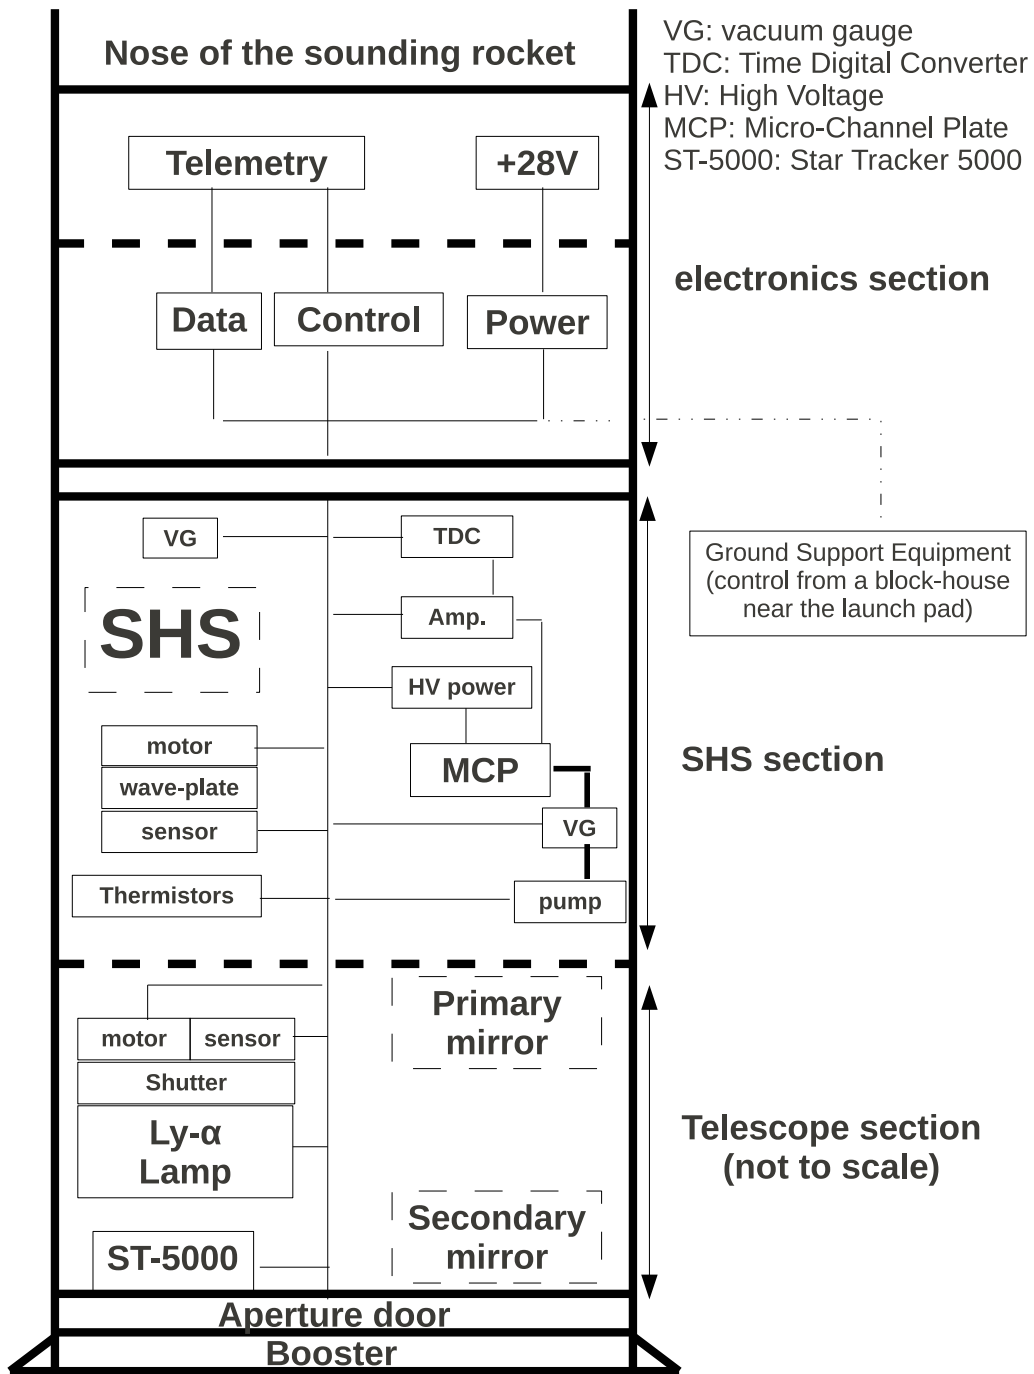 Nose of the sounding rocket
VG: vacuum gauge
TDC: Time Digital Converter
HV: High Voltage
MCP: Micro-Channel Plate
ST-5000: Star Tracker 5000
Telemetry
+28V
electronics section
Data
Control
Power
VG
TDC
Ground Support Equipment
(control from a block-house
near the launch pad)
SHS
Amp.
HV power
motor
MCP
SHS section
wave-plate
sensor
VG
Thermistors
pump
Primary
mirror
motor
sensor
Shutter
Ly-α
Lamp
Telescope section
(not to scale)
Secondary
mirror
ST-5000
Aperture door
Booster